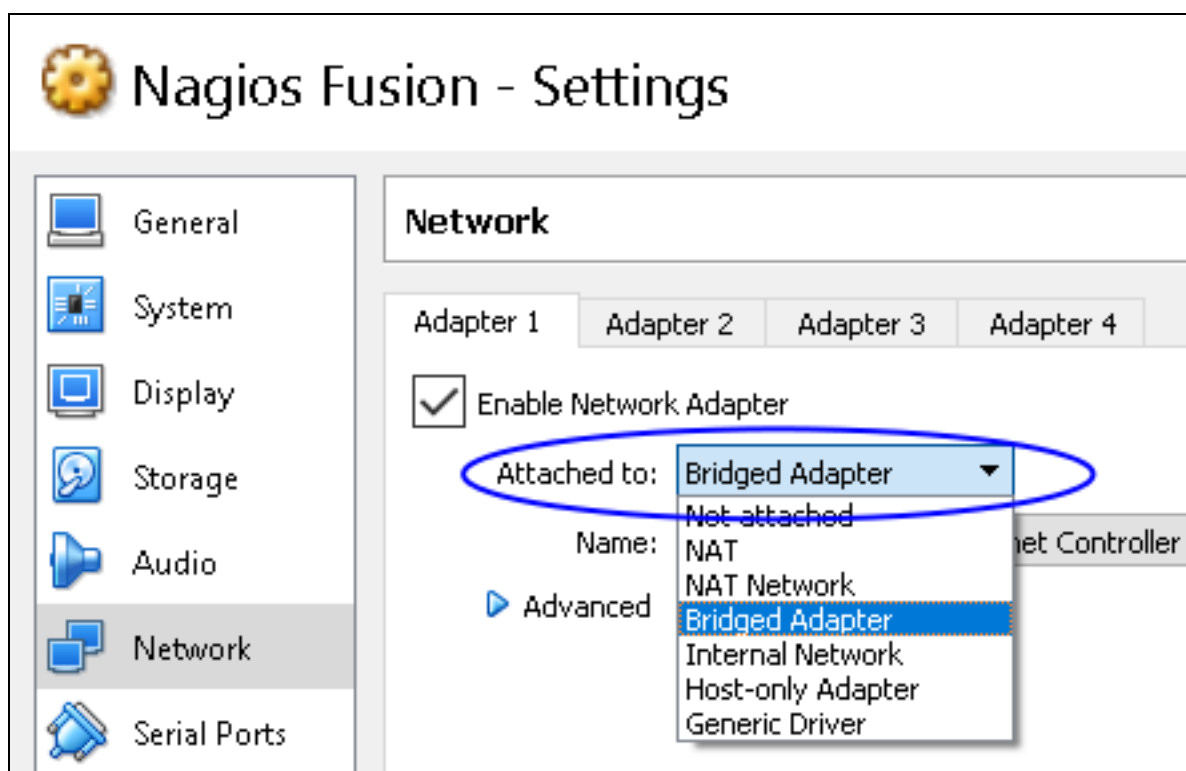 Nagios Fusion - Settings
General
System
Display
Storage
Audio
Network
Serial Ports
Network
Adapter 1 Adapter 2 Adapter 3 Adapter 4
Enable Network Adapter
Attached to: Bridged Adapter
Not attached
Name: NAT Controller
NAT Network
Advanced Bridged Adapter
Internal Network
Host-only Adapter
Generic Driver